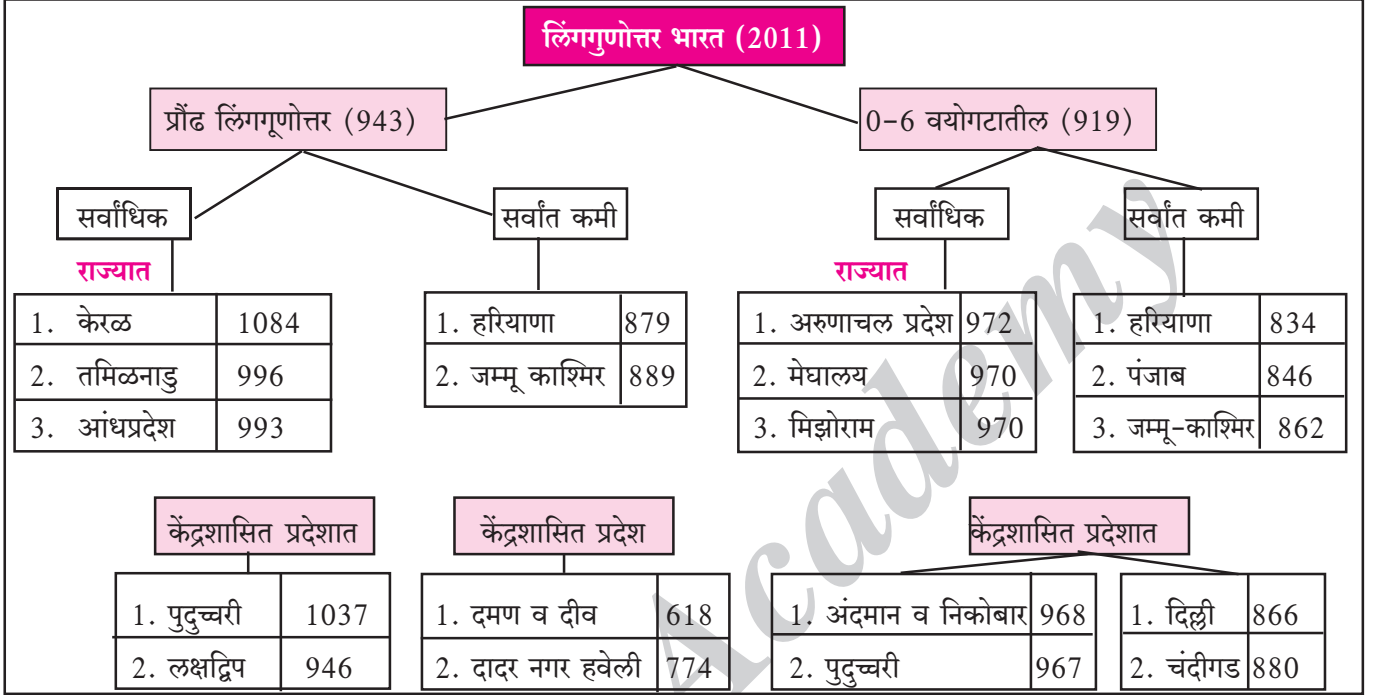 लिंगगुणोत्तर भारत (2011)
प्रौंढ लिंगगूणोत्तर (943)
0-6 वयोगटातील (919)
सर्वांधिक
सर्वांत कमी
सर्वांधिक
सर्वांत कमी
राज्यात
राज्यात
1. केरळ 1084
2. तमिळनाडु 996
3. आंधप्रदेश 993
1. हरियाणा 879
2. जम्मू काश्मिर 889
1. अरुणाचल प्रदेश 972
2. मेघालय 970
3. मिझोराम 970
1. हरियाणा 834
2. पंजाब 846
3. जम्मू-काश्मिर 862
केंद्रशासित प्रदेशात
केंद्रशासित प्रदेश
केंद्रशासित प्रदेशात
1. पुदुच्चरी 1037
2. लक्षद्विप 946
1. दमण व दीव 618
2. दादर नगर हवेली 774
1. अंदमान व निकोबार 968
2. पुदुच्चरी 967
1. दिल्ली 866
2. चंदीगड 880
Academy